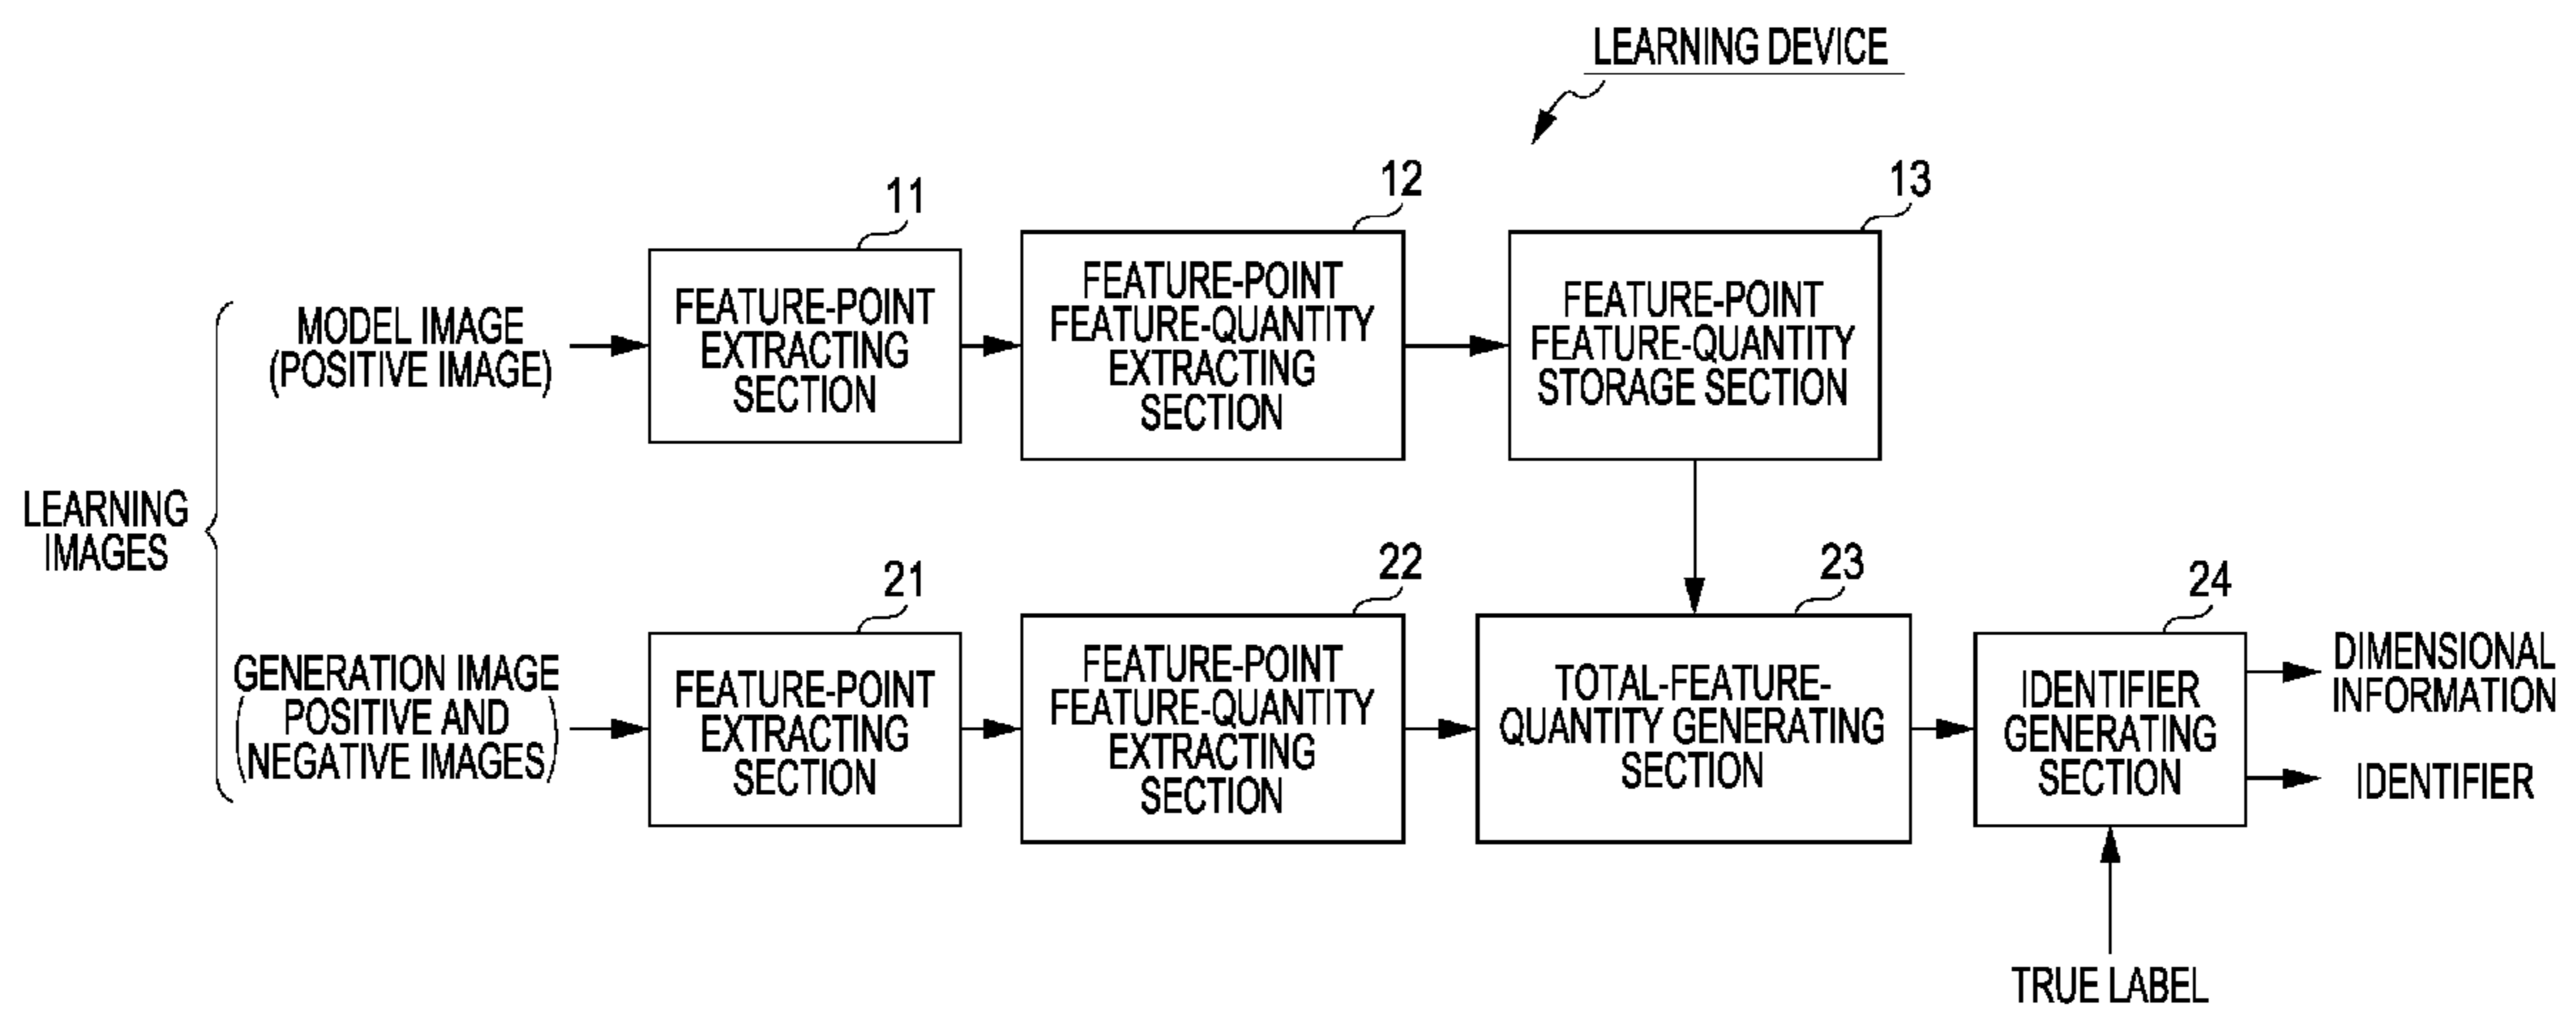 LEARNING DEVICE
11
12
13
MODEL IMAGE
(POSITIVE IMAGE)
FEATURE-POINT
EXTRACTING
SECTION
FEATURE-POINT
FEATURE-QUANTITY
EXTRACTING
SECTION
FEATURE-POINT
FEATURE-QUANTITY
STORAGE SECTION
LEARNING
IMAGES
21
22
23
24
GENERATION IMAGE
(POSITIVE AND
NEGATIVE IMAGES)
FEATURE-POINT
EXTRACTING
SECTION
FEATURE-POINT
FEATURE-QUANTITY
EXTRACTING
SECTION
TOTAL-FEATURE-
QUANTITY GENERATING
SECTION
IDENTIFIER
GENERATING
SECTION
DIMENSIONAL
INFORMATION
IDENTIFIER
TRUE LABEL